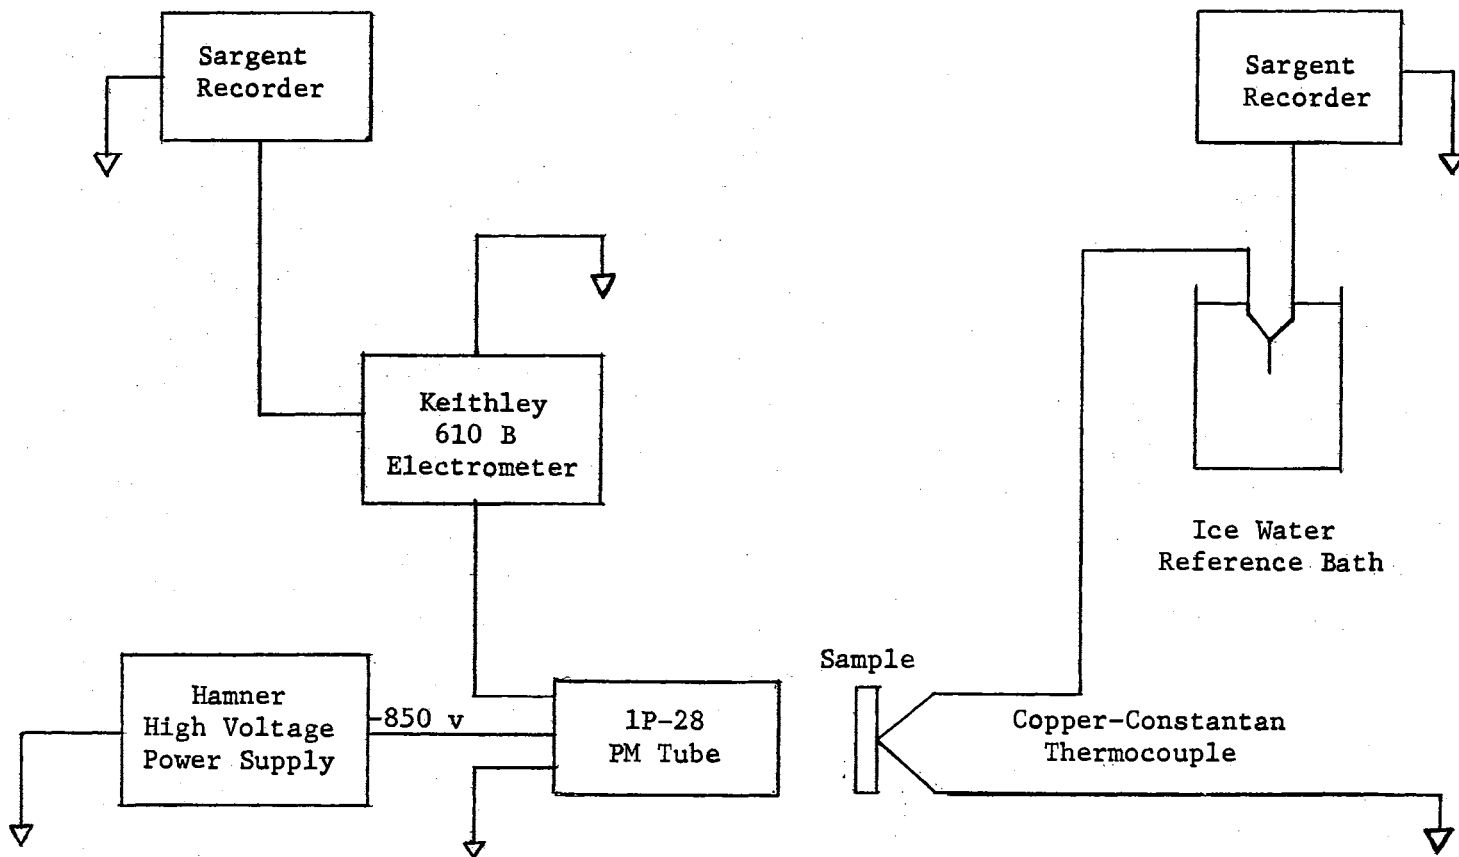 Sargent
Recorder
Sargent
Recorder
Keithley
610 B
Electrometer
Ice Water
Reference Bath
Hamner
High Voltage
Power Supply
-850 v
1P-28
PM Tube
Sample
Copper-Constantan
Thermocouple